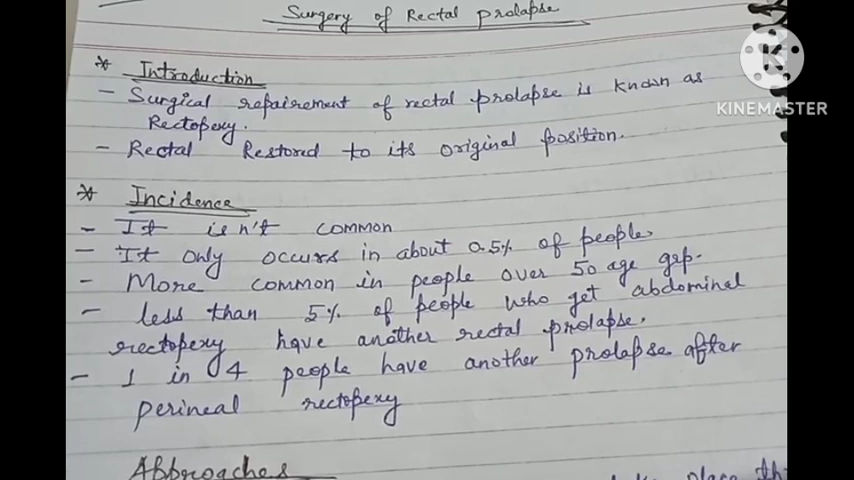 Surgery of Rectal prolapse
* Introduction
- Surgical repairement of rectal prolapse is known as
Rectopexy.
- Rectal Restored to its original position.
* Incidence
- It isn't common
- It only occurs in about 0.5% of people.
- More common in people over 50 age grp.
- less than 5% of people who get abdominal
rectopexy have another rectal prolapse.
- 1 in 4 people have another prolapse after
perineal rectopexy
Approaches
place th
K
KINEMASTER